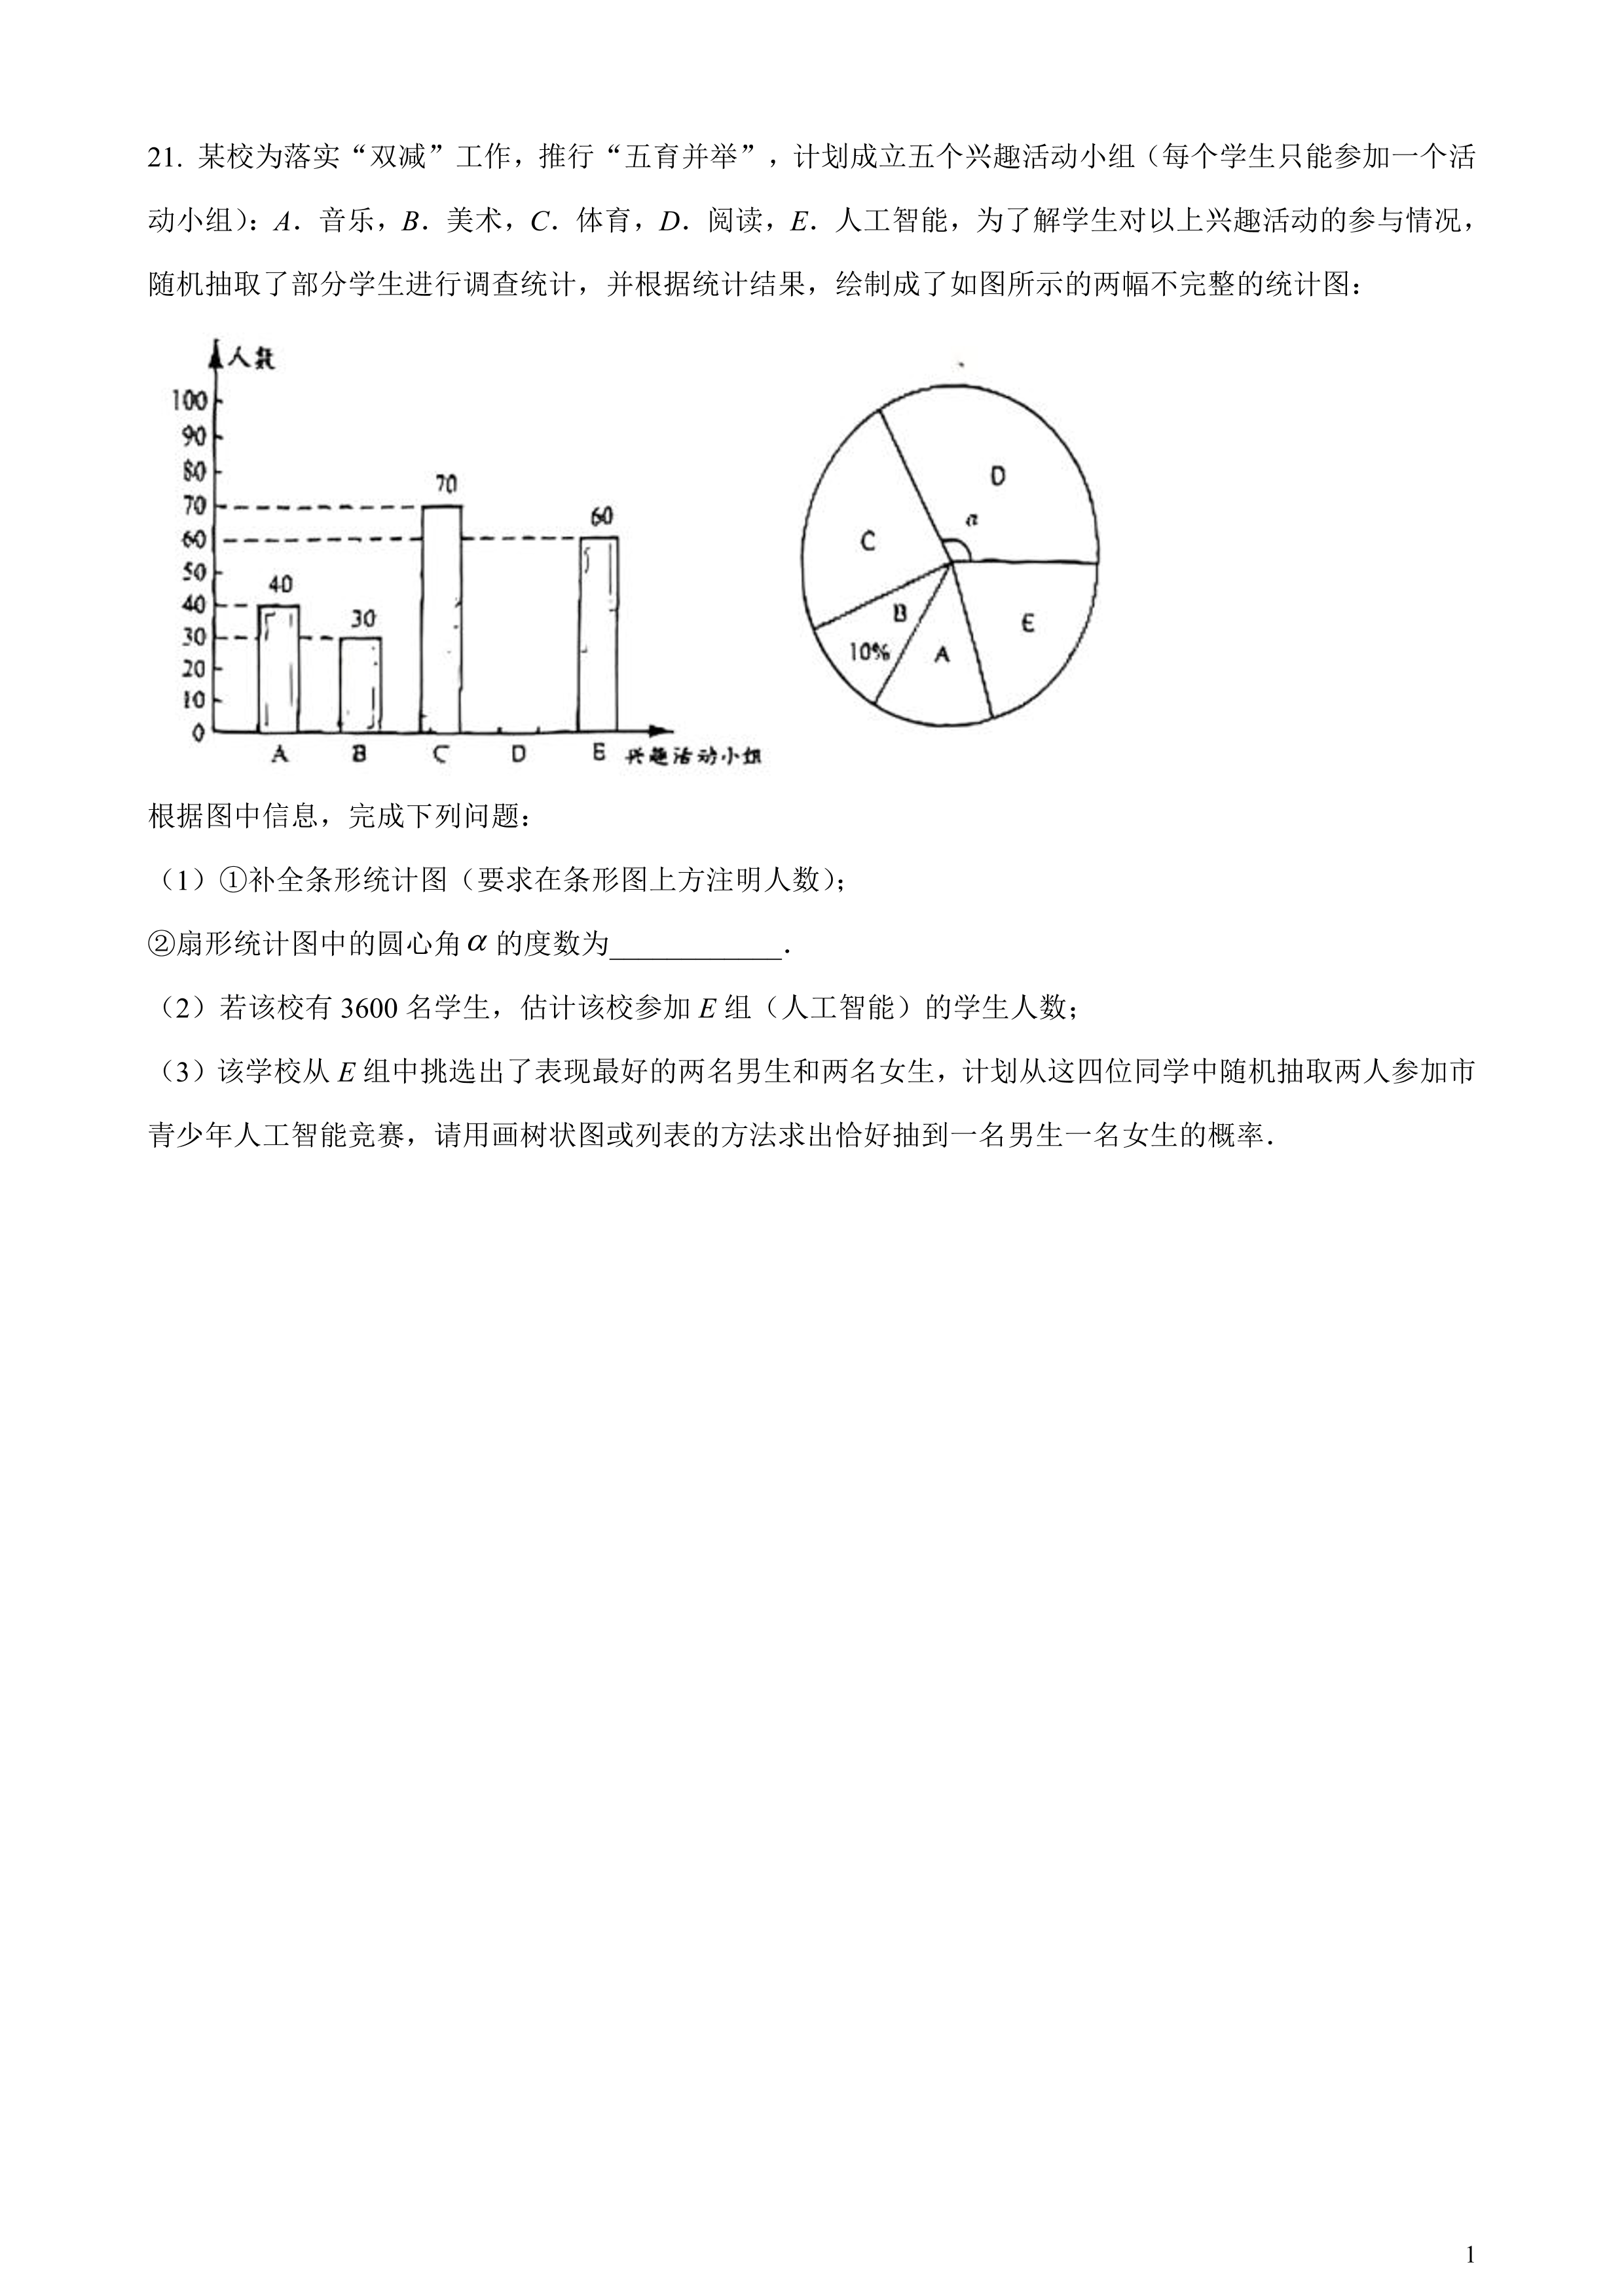 21. 某校为落实“双减”工作，推行“五育并举”，计划成立五个兴趣活动小组（每个学生只能参加一个活
动小组）：A．音乐，B．美术，C．体育，D．阅读，E．人工智能，为了解学生对以上兴趣活动的参与情况，
随机抽取了部分学生进行调查统计，并根据统计结果，绘制成了如图所示的两幅不完整的统计图：
人数
100
90
80
70
60
50
40
30
20
10
0
40
30
70
60
A B C D E 兴趣活动小组
D
α
C
B
10%
A
E
根据图中信息，完成下列问题：
（1）①补全条形统计图（要求在条形图上方注明人数）；
②扇形统计图中的圆心角α的度数为____________．
（2）若该校有 3600 名学生，估计该校参加 E 组（人工智能）的学生人数；
（3）该学校从 E 组中挑选出了表现最好的两名男生和两名女生，计划从这四位同学中随机抽取两人参加市
青少年人工智能竞赛，请用画树状图或列表的方法求出恰好抽到一名男生一名女生的概率．
1